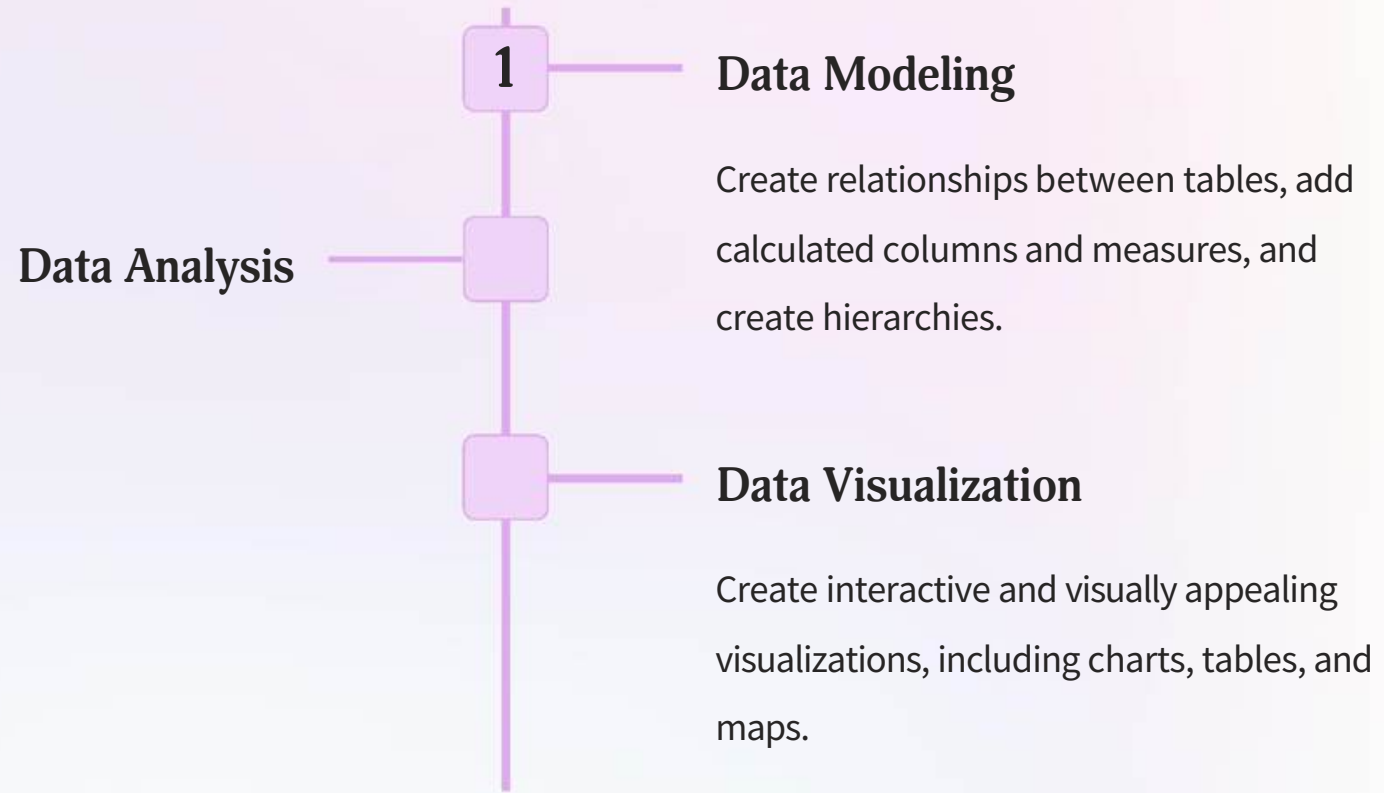 1
Data Modeling
Create relationships between tables, add
calculated columns and measures, and
create hierarchies.
Data Analysis
Data Visualization
Create interactive and visually appealing
visualizations, including charts, tables, and
maps.